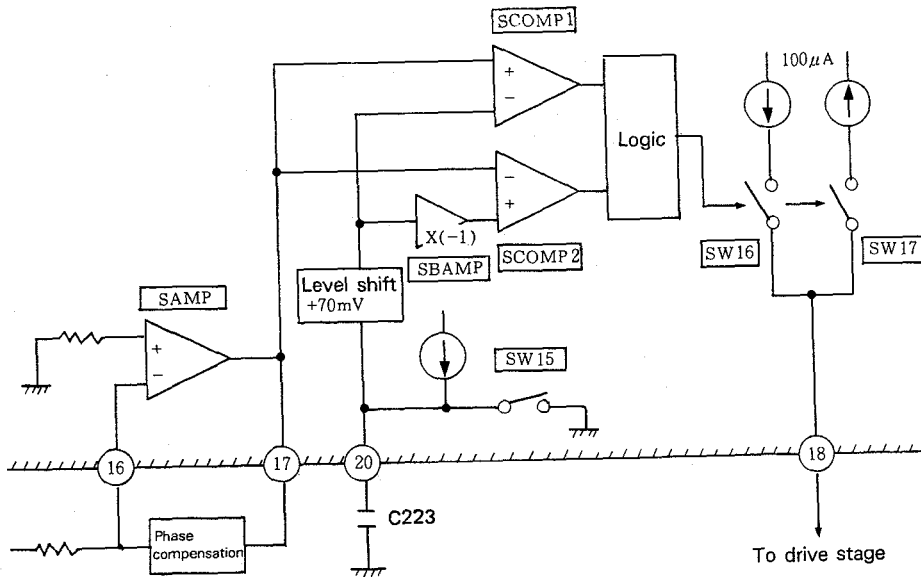 SCOMP1
100μA
+
−
Logic
−
+
X(-1)
SCOMP2
SW16
SW17
SBAMP
Level shift
+70mV
SAMP
+
−
SW15
16
17
20
18
C223
Phase
compensation
To drive stage